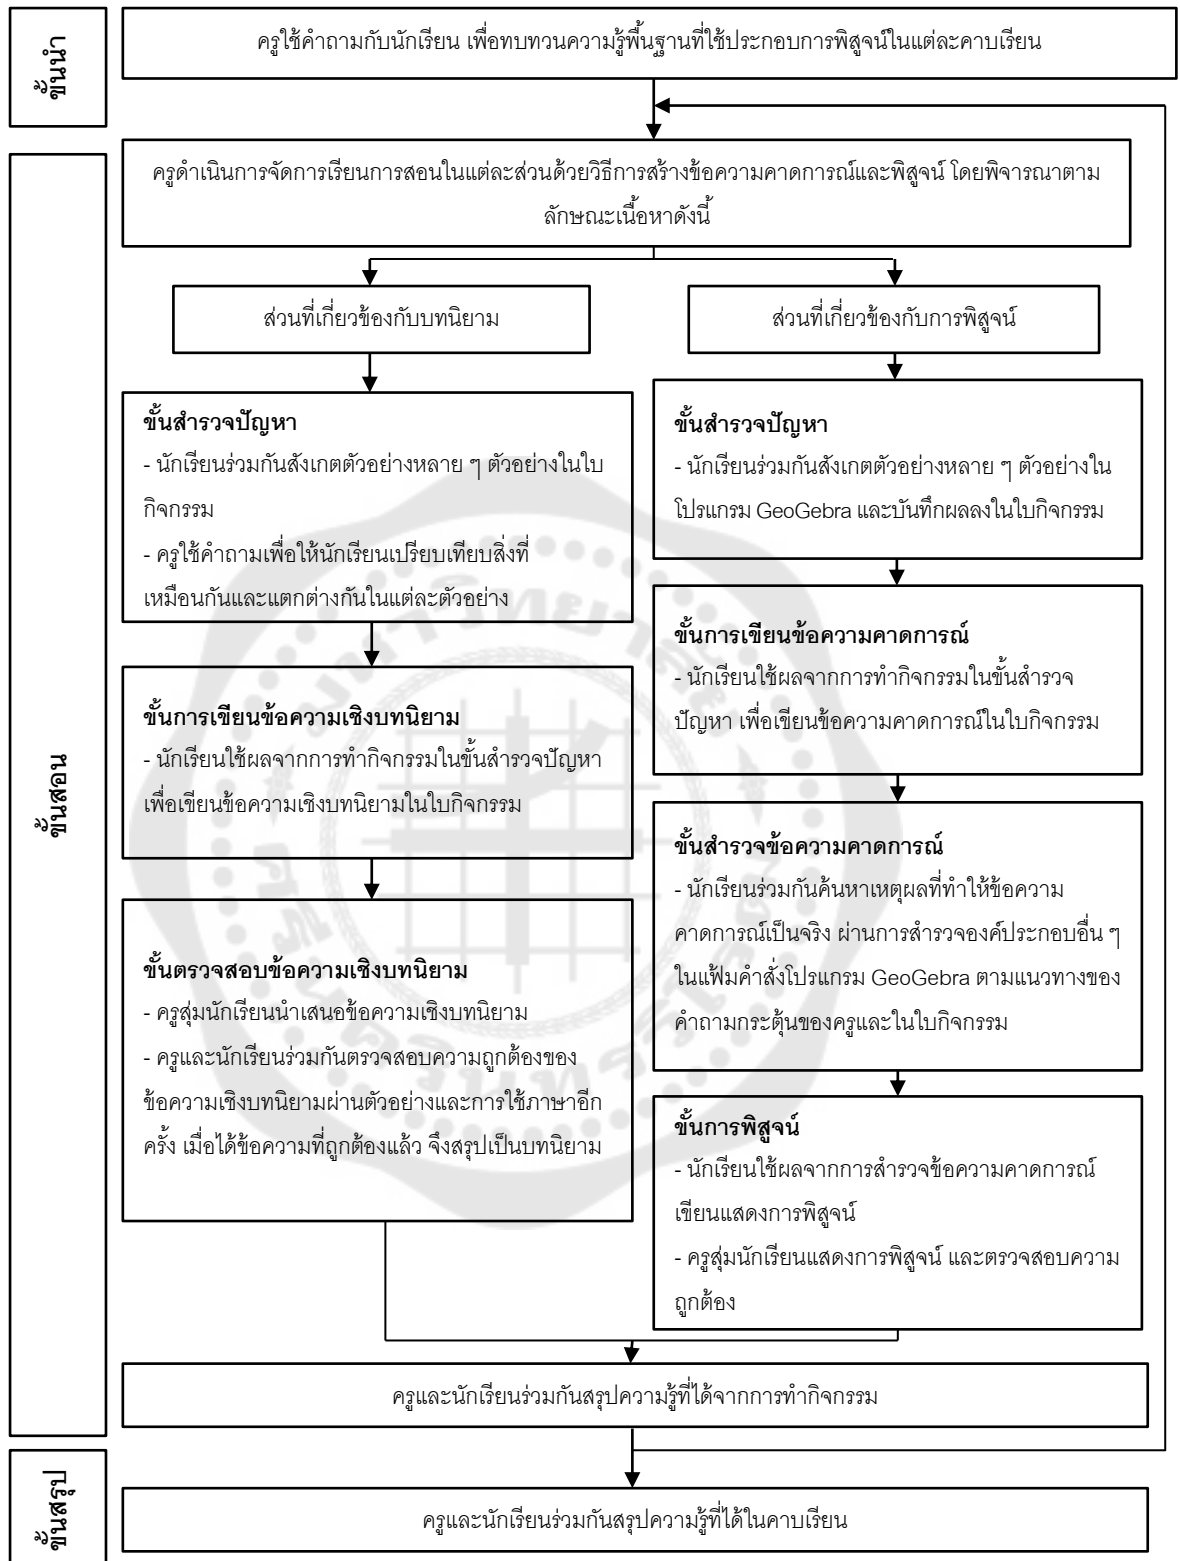 ขั้นนำ
ครูใช้คำถามกับนักเรียน เพื่อทบทวนความรู้พื้นฐานที่ใช้ประกอบการพิสูจน์ในแต่ละคาบเรียน
ขั้นสอน
ครูดำเนินการจัดการเรียนการสอนในแต่ละส่วนด้วยวิธีการสร้างข้อความคาดการณ์และพิสูจน์ โดยพิจารณาตาม
ลักษณะเนื้อหาดังนี้
ส่วนที่เกี่ยวข้องกับบทนิยาม
ขั้นสำรวจปัญหา
- นักเรียนร่วมกันสังเกตตัวอย่างหลาย ๆ ตัวอย่างในใบ
กิจกรรม
- ครูใช้คำถามเพื่อให้นักเรียนเปรียบเทียบสิ่งที่
เหมือนกันและแตกต่างกันในแต่ละตัวอย่าง
ขั้นการเขียนข้อความเชิงบทนิยาม
- นักเรียนใช้ผลจากการทำกิจกรรมในขั้นสำรวจปัญหา
เพื่อเขียนข้อความเชิงบทนิยามในใบกิจกรรม
ขั้นตรวจสอบข้อความเชิงบทนิยาม
- ครูสุ่มนักเรียนนำเสนอข้อความเชิงบทนิยาม
- ครูและนักเรียนร่วมกันตรวจสอบความถูกต้องของ
ข้อความเชิงบทนิยามผ่านตัวอย่างและการใช้ภาษาอีก
ครั้ง เมื่อได้ข้อความที่ถูกต้องแล้ว จึงสรุปเป็นบทนิยาม
ส่วนที่เกี่ยวข้องกับการพิสูจน์
ขั้นสำรวจปัญหา
- นักเรียนร่วมกันสังเกตตัวอย่างหลาย ๆ ตัวอย่างใน
โปรแกรม GeoGebra และบันทึกผลลงในใบกิจกรรม
ขั้นการเขียนข้อความคาดการณ์
- นักเรียนใช้ผลจากการทำกิจกรรมในขั้นสำรวจ
ปัญหา เพื่อเขียนข้อความคาดการณ์ในใบกิจกรรม
ขั้นสำรวจข้อความคาดการณ์
- นักเรียนร่วมกันค้นหาเหตุผลที่ทำให้ข้อความ
คาดการณ์เป็นจริง ผ่านการสำรวจองค์ประกอบอื่น ๆ
ในแฟ้มคำสั่งโปรแกรม GeoGebra ตามแนวทางของ
คำถามกระตุ้นของครูและในใบกิจกรรม
ขั้นการพิสูจน์
- นักเรียนใช้ผลจากการสำรวจข้อความคาดการณ์
เขียนแสดงการพิสูจน์
- ครูสุ่มนักเรียนแสดงการพิสูจน์ และตรวจสอบความ
ถูกต้อง
ครูและนักเรียนร่วมกันสรุปความรู้ที่ได้จากการทำกิจกรรม
ขั้นสรุป
ครูและนักเรียนร่วมกันสรุปความรู้ที่ได้ในคาบเรียน
มหาวิทยาลัย
ศรีนครินทรวิโรฒ